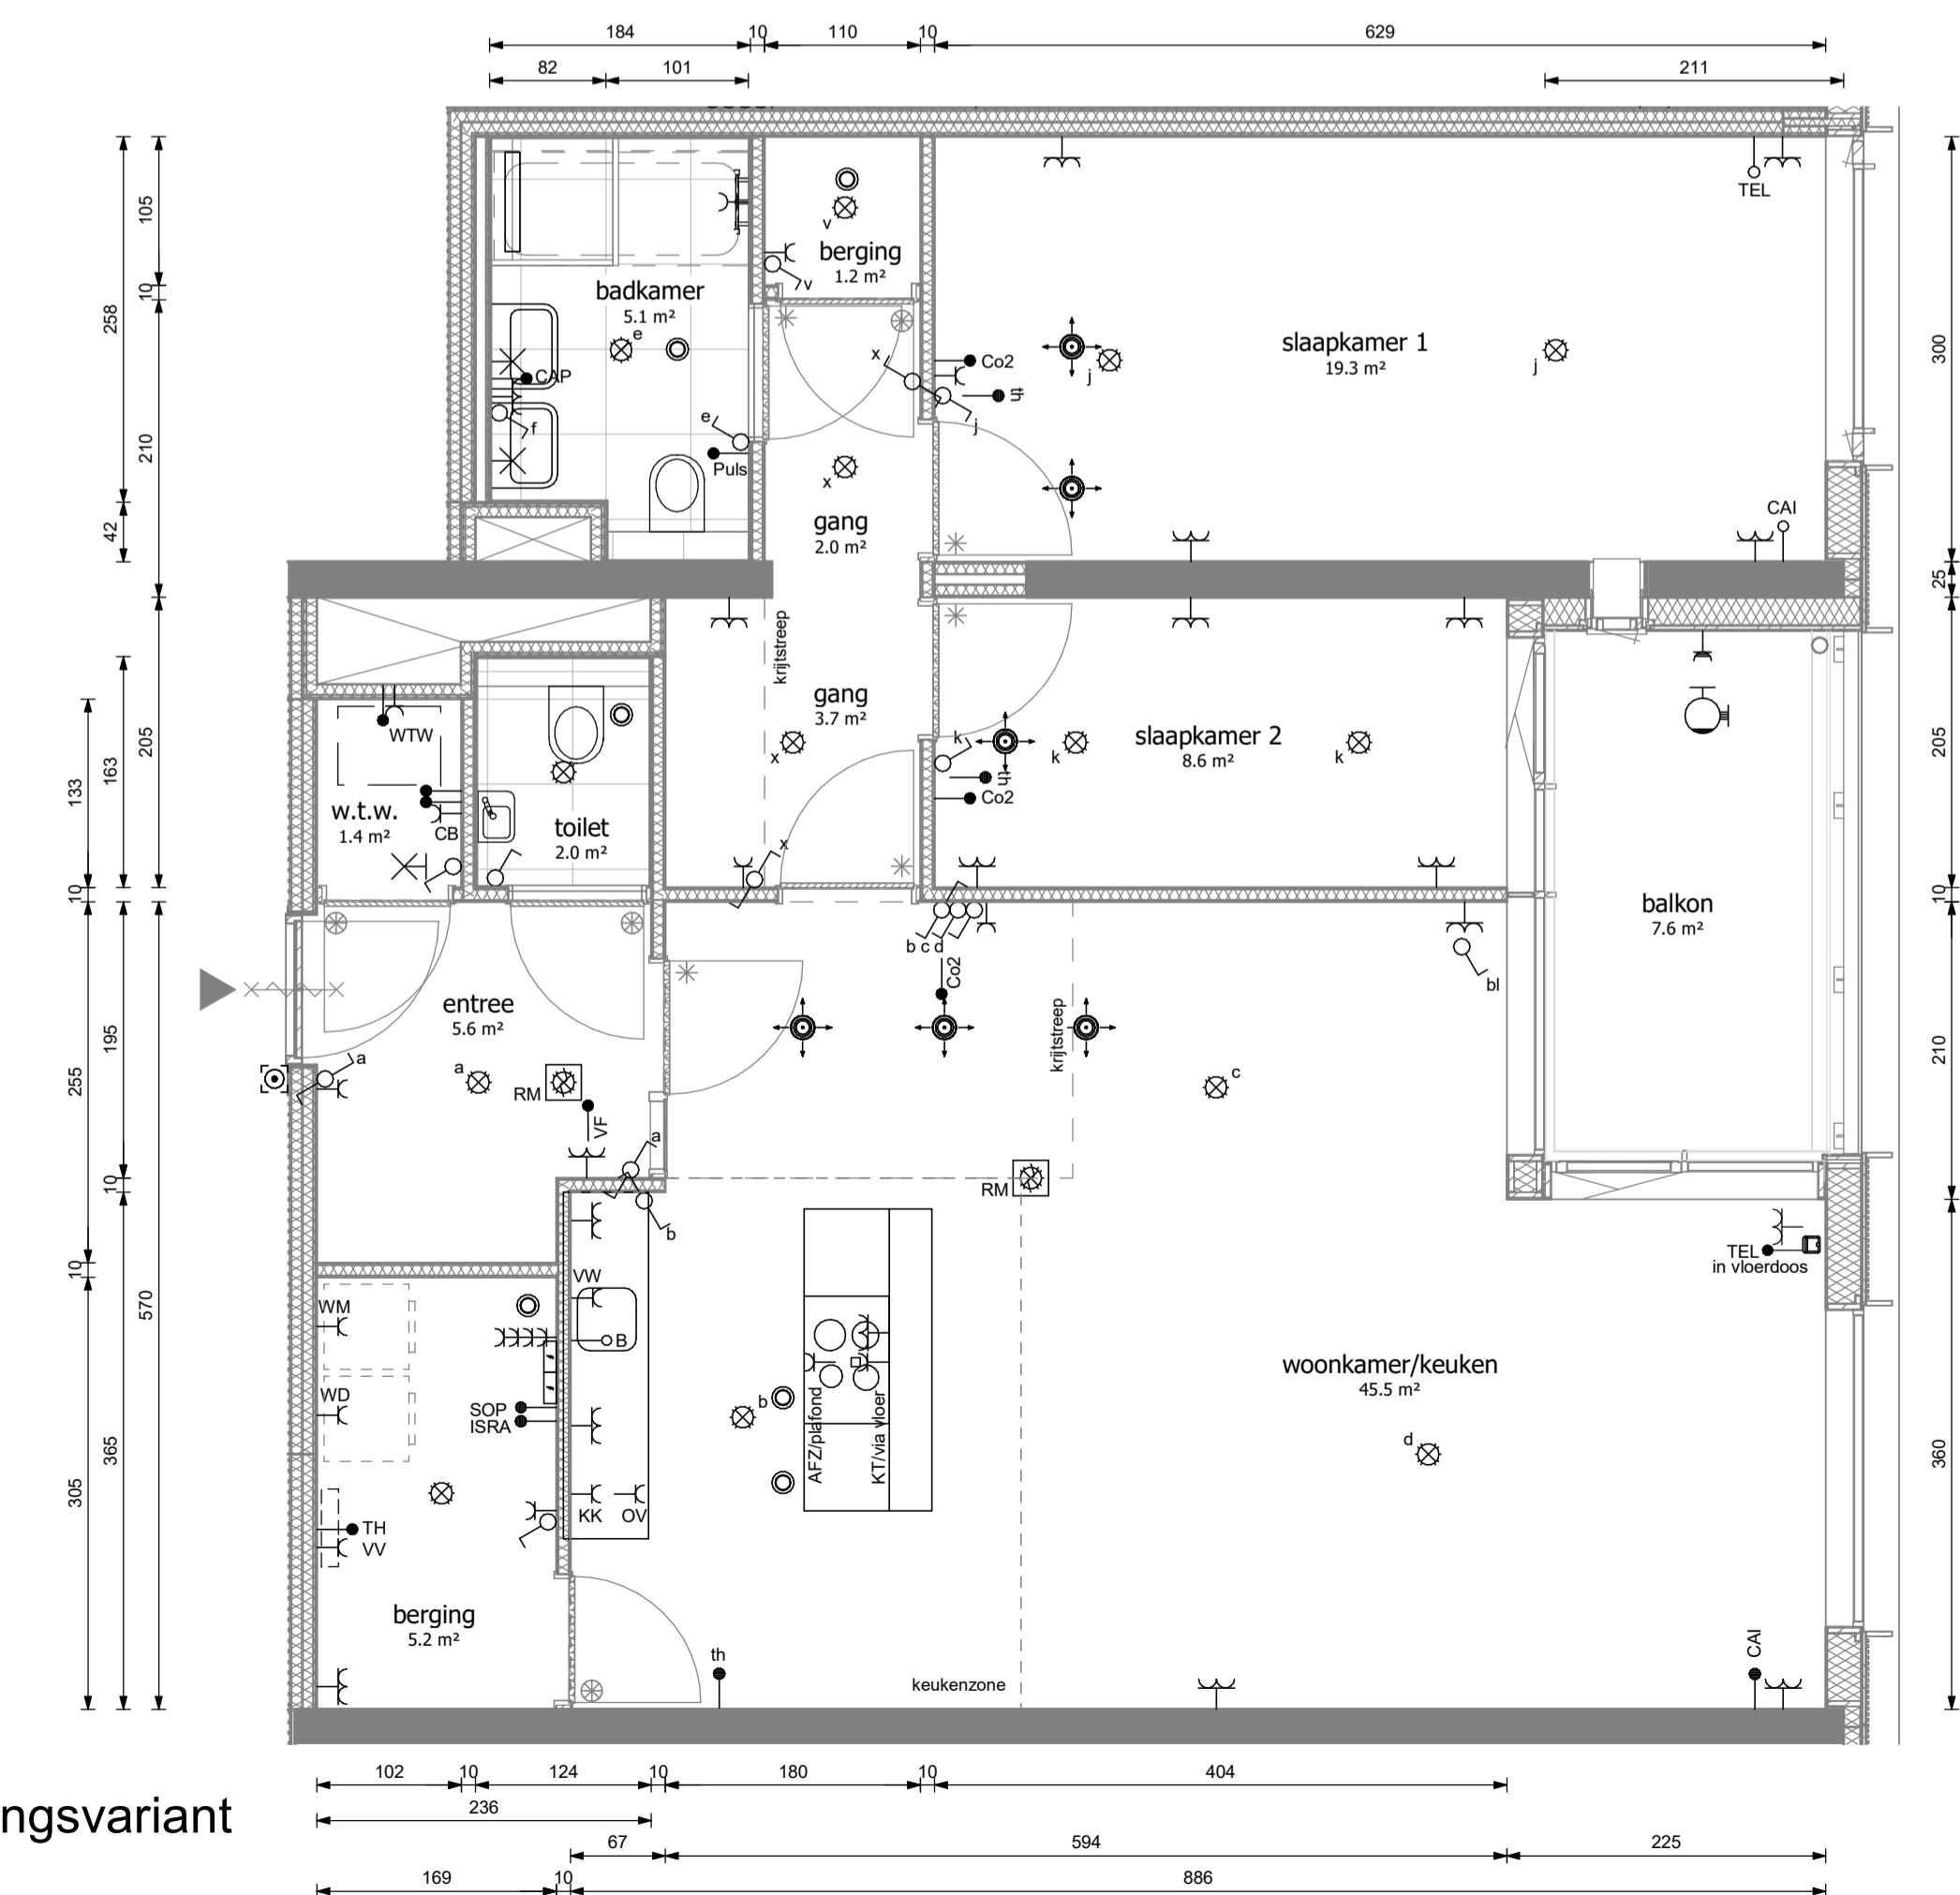 184
10
110
10
629
82
101
211
105
10
258
210
42
300
25
TEL
v
berging
1.2 m²
v
badkamer
5.1 m²
e
CAP
f
e
Puls
x
Co2
th
j
j
slaapkamer 1
19.3 m²
j
x
gang
2.0 m²
CAI
krijtstreep
gang
3.7 m²
x
k
th
Co2
k
slaapkamer 2
8.6 m²
k
WTW
w.t.w.
1.4 m²
CB
toilet
2.0 m²
x
133
163
205
10
205
10
balkon
7.6 m²
b c d
Co2
bl
entree
5.6 m²
a
a
RM
VF
a
b
krijtstreep
c
RM
195
255
10
10
570
210
TEL
in vloerdoos
WM
WD
VW
B
SOP
ISRA
b
AFZ/plafond
KT/via vloer
woonkamer/keuken
45.5 m²
d
KK
OV
TH
VV
berging
5.2 m²
th
keukenzone
CAI
305
365
360
102
10
124
10
180
10
404
236
ngsvariant
67
594
225
169
10
886